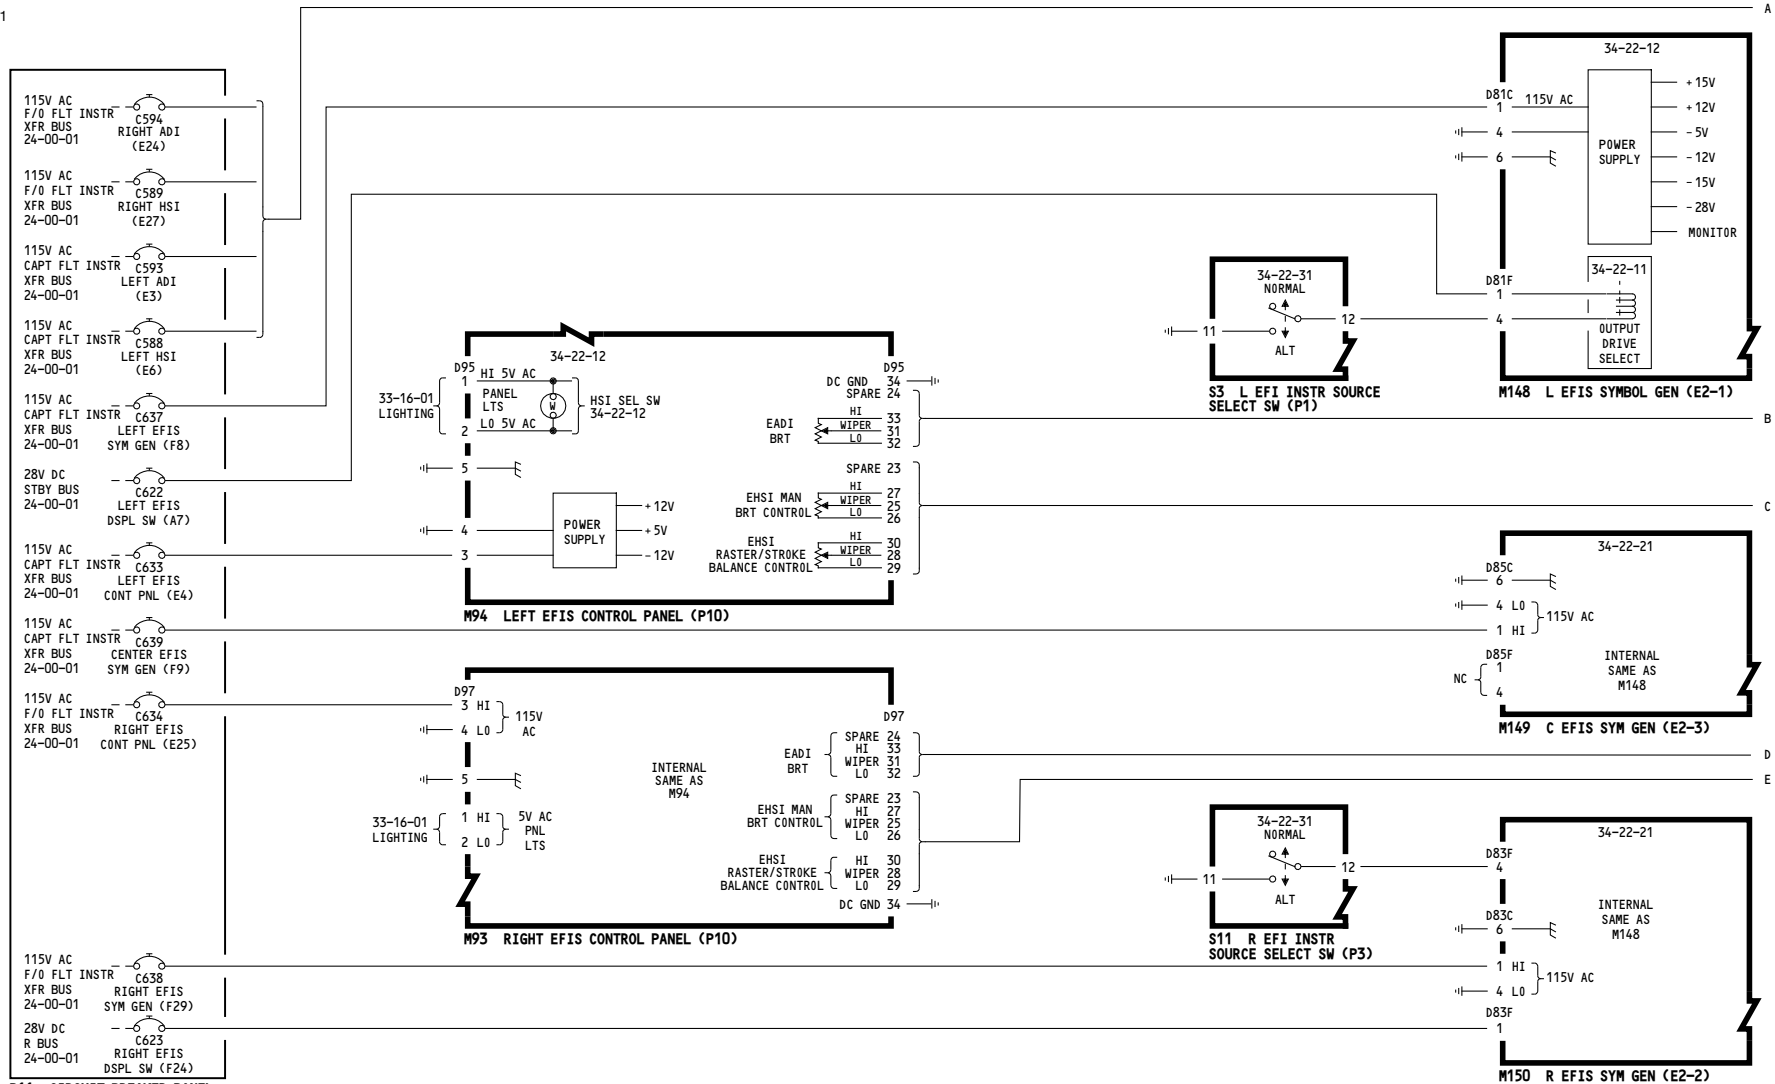 1
A
115V AC
F/O FLT INSTR
XFR BUS
24-00-01
C594
RIGHT ADI
(E24)
115V AC
F/O FLT INSTR
XFR BUS
24-00-01
C589
RIGHT HSI
(E27)
115V AC
CAPT FLT INSTR
XFR BUS
24-00-01
C593
LEFT ADI
(E3)
115V AC
CAPT FLT INSTR
XFR BUS
24-00-01
C588
LEFT HSI
(E6)
115V AC
CAPT FLT INSTR
XFR BUS
24-00-01
C637
LEFT EFIS
SYM GEN (F8)
28V DC
STBY BUS
24-00-01
C622
LEFT EFIS
DSPL SW (A7)
115V AC
CAPT FLT INSTR
XFR BUS
24-00-01
C633
LEFT EFIS
CONT PNL (E4)
115V AC
CAPT FLT INSTR
XFR BUS
24-00-01
C639
CENTER EFIS
SYM GEN (F9)
115V AC
F/O FLT INSTR
XFR BUS
24-00-01
C634
RIGHT EFIS
CONT PNL (E25)
115V AC
F/O FLT INSTR
XFR BUS
24-00-01
C638
RIGHT EFIS
SYM GEN (F29)
28V DC
R BUS
24-00-01
C623
RIGHT EFIS
DSPL SW (F24)
34-22-12
D95
1 HI 5V AC
33-16-01
LIGHTING
PANEL
LTS
W
HSI SEL SW
34-22-12
2 LO 5V AC
5
4
3
POWER
SUPPLY
+12V
+5V
-12V
D95
DC GND 34
SPARE 24
EADI
BRT
HI 33
WIPER 31
LO 32
SPARE 23
EHSI MAN
BRT CONTROL
HI 27
WIPER 25
LO 26
EHSI
RASTER/STROKE
BALANCE CONTROL
HI 30
WIPER 28
LO 29
M94 LEFT EFIS CONTROL PANEL (P10)
B
C
D97
3 HI
4 LO
115V
AC
5
33-16-01
LIGHTING
1 HI
2 LO
5V AC
PNL
LTS
INTERNAL
SAME AS
M94
D97
EADI
BRT
SPARE 24
HI 33
WIPER 31
LO 32
EHSI MAN
BRT CONTROL
SPARE 23
HI 27
WIPER 25
LO 26
EHSI
RASTER/STROKE
BALANCE CONTROL
HI 30
WIPER 28
LO 29
DC GND 34
M93 RIGHT EFIS CONTROL PANEL (P10)
D
E
34-22-31
NORMAL
11
12
ALT
S3 L EFI INSTR SOURCE
SELECT SW (P1)
34-22-12
D81C
1 115V AC
4
6
POWER
SUPPLY
+15V
+12V
-5V
-12V
-15V
-28V
MONITOR
D81F
1
4
34-22-11
OUTPUT
DRIVE
SELECT
M148 L EFIS SYMBOL GEN (E2-1)
34-22-21
D85C
6
4 LO
1 HI
115V AC
D85F
NC
1
4
INTERNAL
SAME AS
M148
M149 C EFIS SYM GEN (E2-3)
34-22-31
NORMAL
11
12
ALT
S11 R EFI INSTR
SOURCE SELECT SW (P3)
34-22-21
D83F
4
D83C
6
1 HI
4 LO
115V AC
D83F
1
INTERNAL
SAME AS
M148
M150 R EFIS SYM GEN (E2-2)